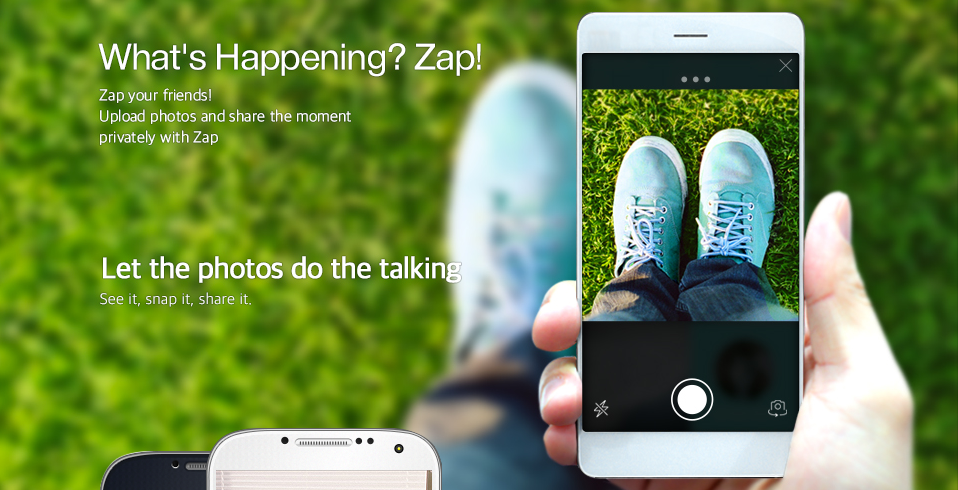 What's Happening? Zap!
Zap your friends!
Upload photos and share the moment
privately with Zap
Let the photos do the talking
See it, snap it, share it.